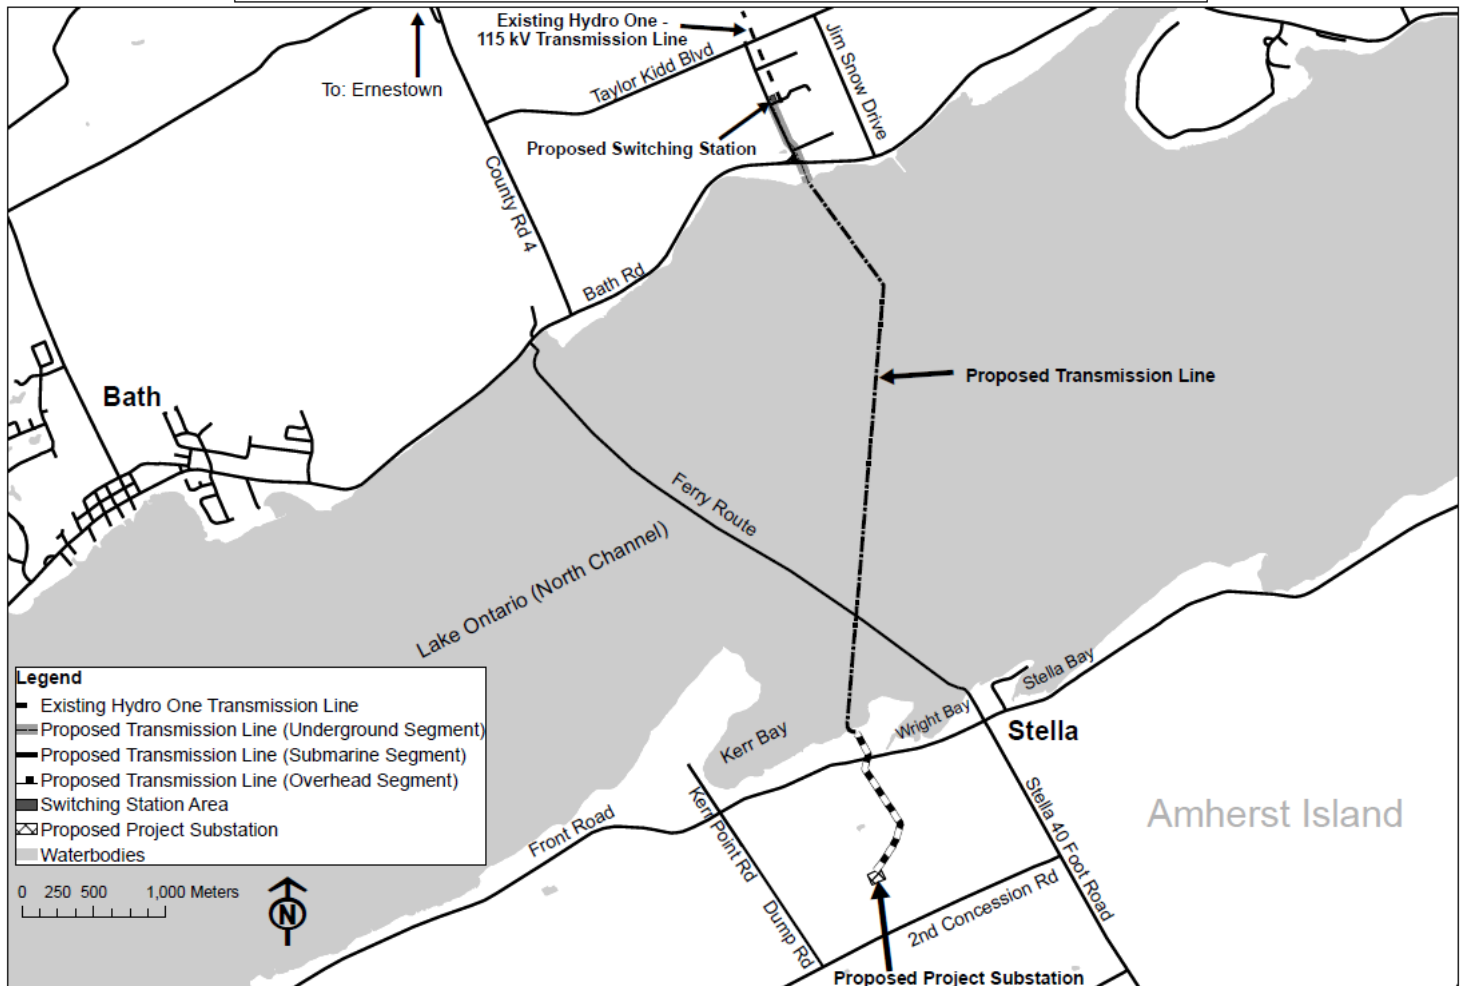 Existing Hydro One -
115 kV Transmission Line
To: Ernestown
Taylor Kidd Blvd
Jim Snow Drive
Proposed Switching Station
County Rd 4
Bath Rd
Proposed Transmission Line
Bath
Ferry Route
Lake Ontario (North Channel)
Stella Bay
Wright Bay
Kerr Bay
Stella
Amherst Island
Stella 40 Foot Road
Front Road
Kerr Point Rd
Dump Rd
2nd Concession Rd
Proposed Project Substation
Legend
Existing Hydro One Transmission Line
Proposed Transmission Line (Underground Segment)
Proposed Transmission Line (Submarine Segment)
Proposed Transmission Line (Overhead Segment)
Switching Station Area
Proposed Project Substation
Waterbodies
0 250 500 1,000 Meters
N